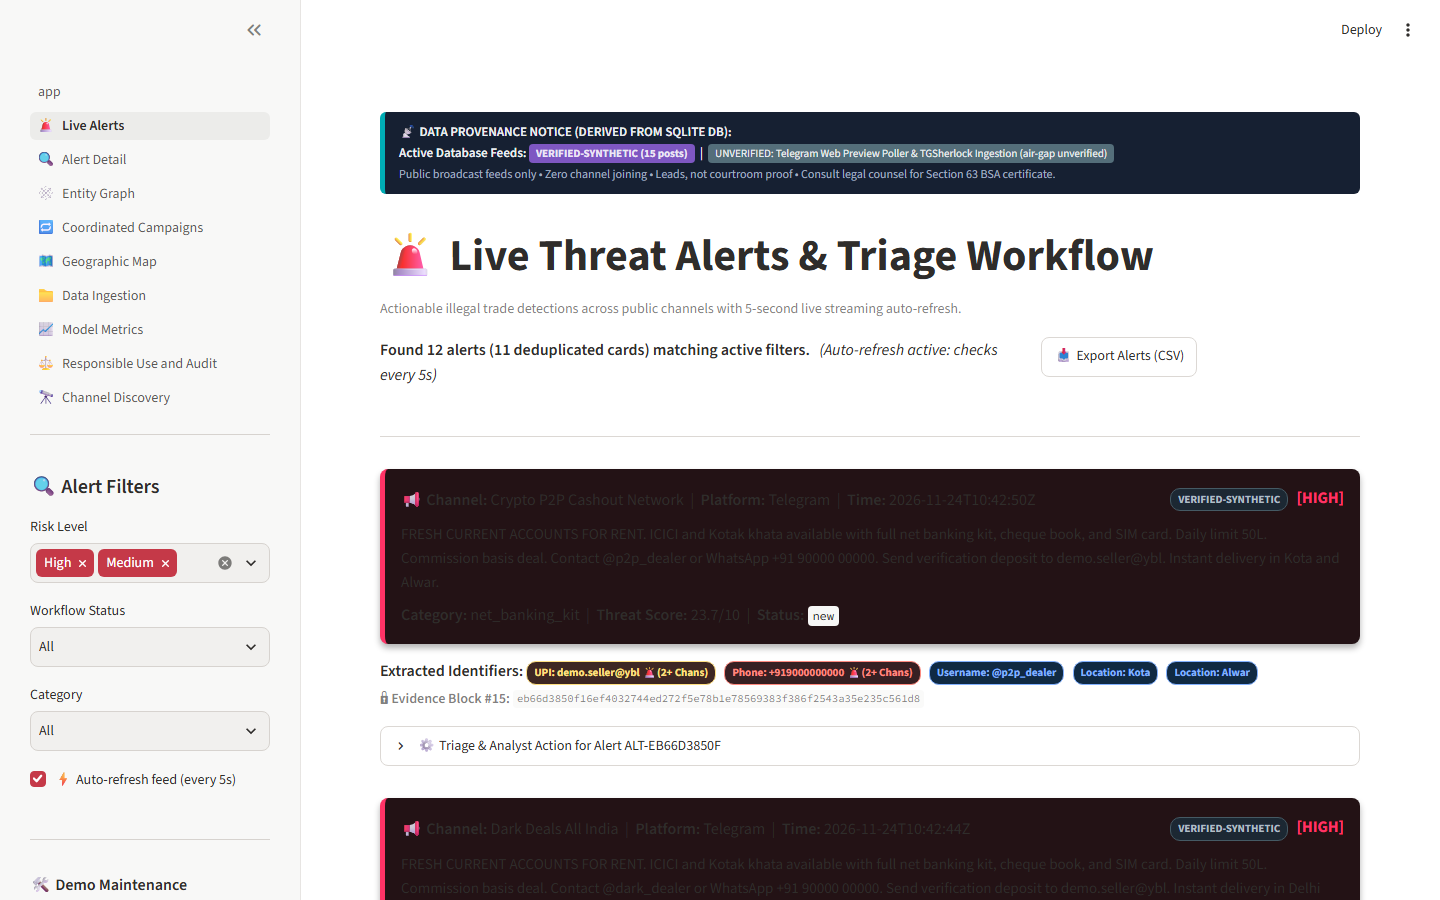 Deploy
app
Live Alerts
Alert Detail
Entity Graph
Coordinated Campaigns
Geographic Map
Data Ingestion
Model Metrics
Responsible Use and Audit
Channel Discovery
Alert Filters
Risk Level
High × Medium ×
Workflow Status
All
Category
All
Auto-refresh feed (every 5s)
Demo Maintenance
DATA PROVENANCE NOTICE (DERIVED FROM SQLITE DB):
Active Database Feeds: VERIFIED-SYNTHETIC (15 posts) | UNVERIFIED: Telegram Web Preview Poller & TGSherlock Ingestion (air-gap unverified)
Public broadcast feeds only • Zero channel joining • Leads, not courtroom proof • Consult legal counsel for Section 63 BSA certificate.
Live Threat Alerts & Triage Workflow
Actionable illegal trade detections across public channels with 5-second live streaming auto-refresh.
Found 12 alerts (11 deduplicated cards) matching active filters. (Auto-refresh active: checks
every 5s)
Export Alerts (CSV)
Channel: Crypto P2P Cashout Network | Platform: Telegram | Time: 2026-11-24T10:42:50Z
VERIFIED-SYNTHETIC [HIGH]
FRESH CURRENT ACCOUNTS FOR RENT. ICICI and Kotak khata available with full net banking kit, cheque book, and SIM card. Daily limit 50L.
Commission basis deal. Contact @p2p_dealer or WhatsApp +91 90000 00000. Send verification deposit to demo.seller@ybl. Instant delivery in Kota and
Alwar.
Category: net_banking_kit | Threat Score: 23.7/10 | Status: new
Extracted Identifiers: UPI: demo.seller@ybl (2+ Chans) Phone: +919000000000 (2+ Chans) Username: @p2p_dealer Location: Kota Location: Alwar
Evidence Block #15: eb66d3850f16ef4032744ed272f5e78b1e78569383f386f2543a35e235c561d8
Triage & Analyst Action for Alert ALT-EB66D3850F
Channel: Dark Deals All India | Platform: Telegram | Time: 2026-11-24T10:42:44Z
VERIFIED-SYNTHETIC [HIGH]
FRESH CURRENT ACCOUNTS FOR RENT. ICICI and Kotak khata available with full net banking kit, cheque book, and SIM card. Daily limit 50L.
Commission basis deal. Contact @dark_dealer or WhatsApp +91 90000 00000. Send verification deposit to demo.seller@ybl. Instant delivery in Delhi